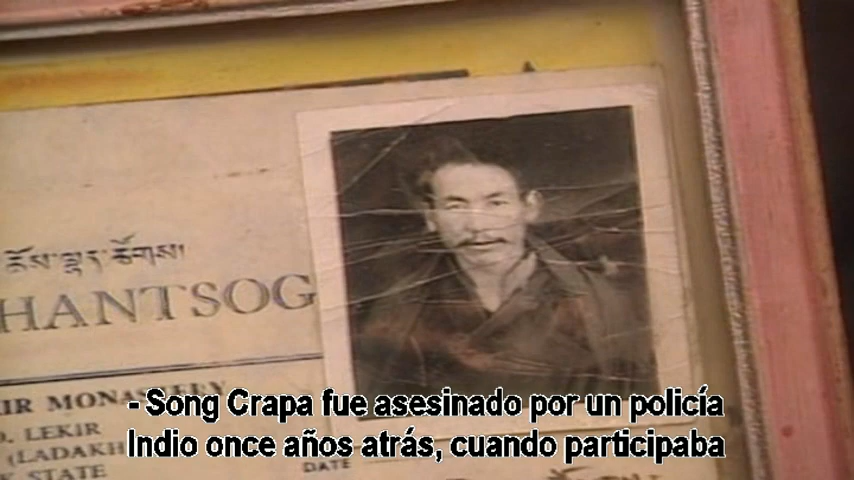 HANTSOG
IR MONASTERY
LEKIR
(LADAKH
STATE
DATE
- Song Crapa fue asesinado por un policía
Indio once años atrás, cuando participaba